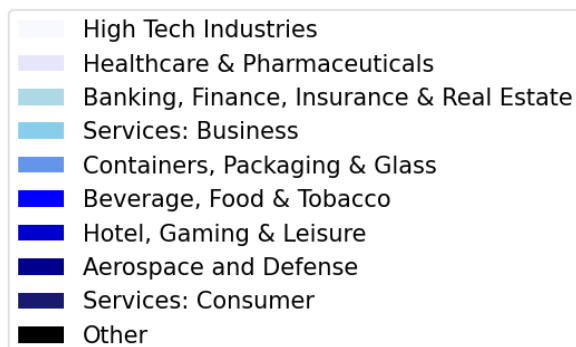 High Tech Industries
Healthcare & Pharmaceuticals
Banking, Finance, Insurance & Real Estate
Services: Business
Containers, Packaging & Glass
Beverage, Food & Tobacco
Hotel, Gaming & Leisure
Aerospace and Defense
Services: Consumer
Other